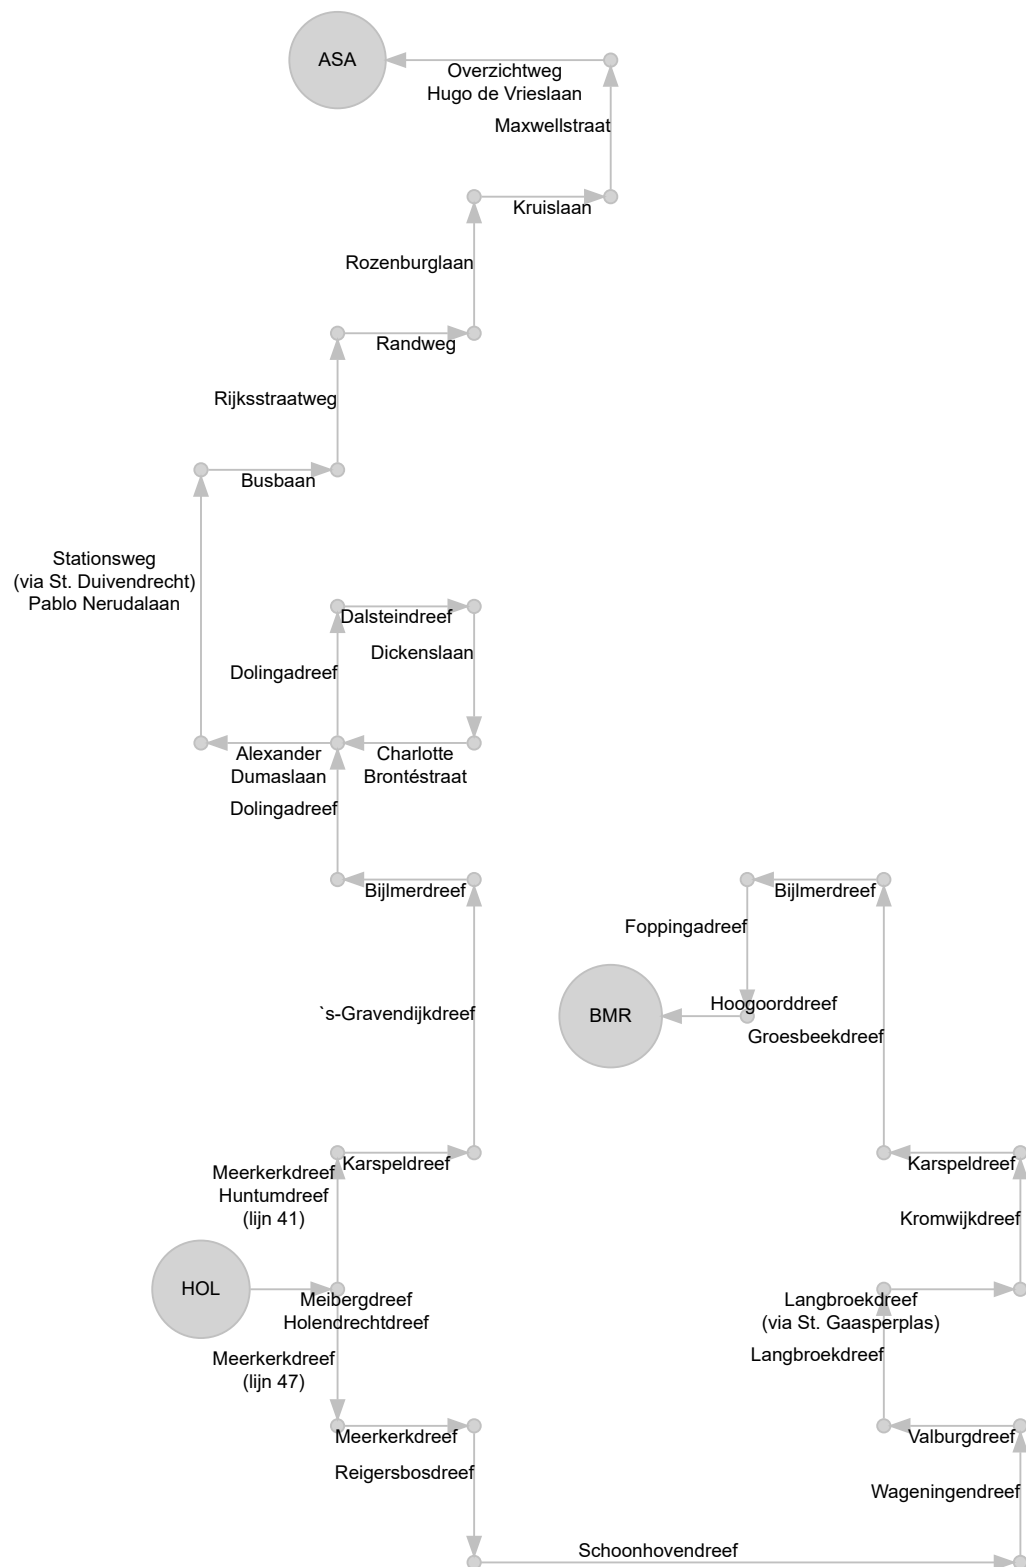 ASA
Overzichtweg
Hugo de Vrieslaan
Maxwellstraat
Kruislaan
Rozenburglaan
Randweg
Rijksstraatweg
Busbaan
Stationsweg
(via St. Duivendrecht)
Pablo Nerudalaan
Dalsteindreef
Dickenslaan
Dolingadreef
Alexander
Dumaslaan
Charlotte
Brontéstraat
Dolingadreef
Bijlmerdreef
Bijlmerdreef
Foppingadreef
`s-Gravendijkdreef
BMR
Hoogoorddreef
Groesbeekdreef
Karspeldreef
Meerkerkdreef
Huntumdreef
(lijn 41)
Karspeldreef
Kromwijkdreef
HOL
Meibergdreef
Holendrechtdreef
Langbroekdreef
(via St. Gaasperplas)
Meerkerkdreef
(lijn 47)
Langbroekdreef
Meerkerkdreef
Valburgdreef
Reigersbosdreef
Wageningendreef
Schoonhovendreef